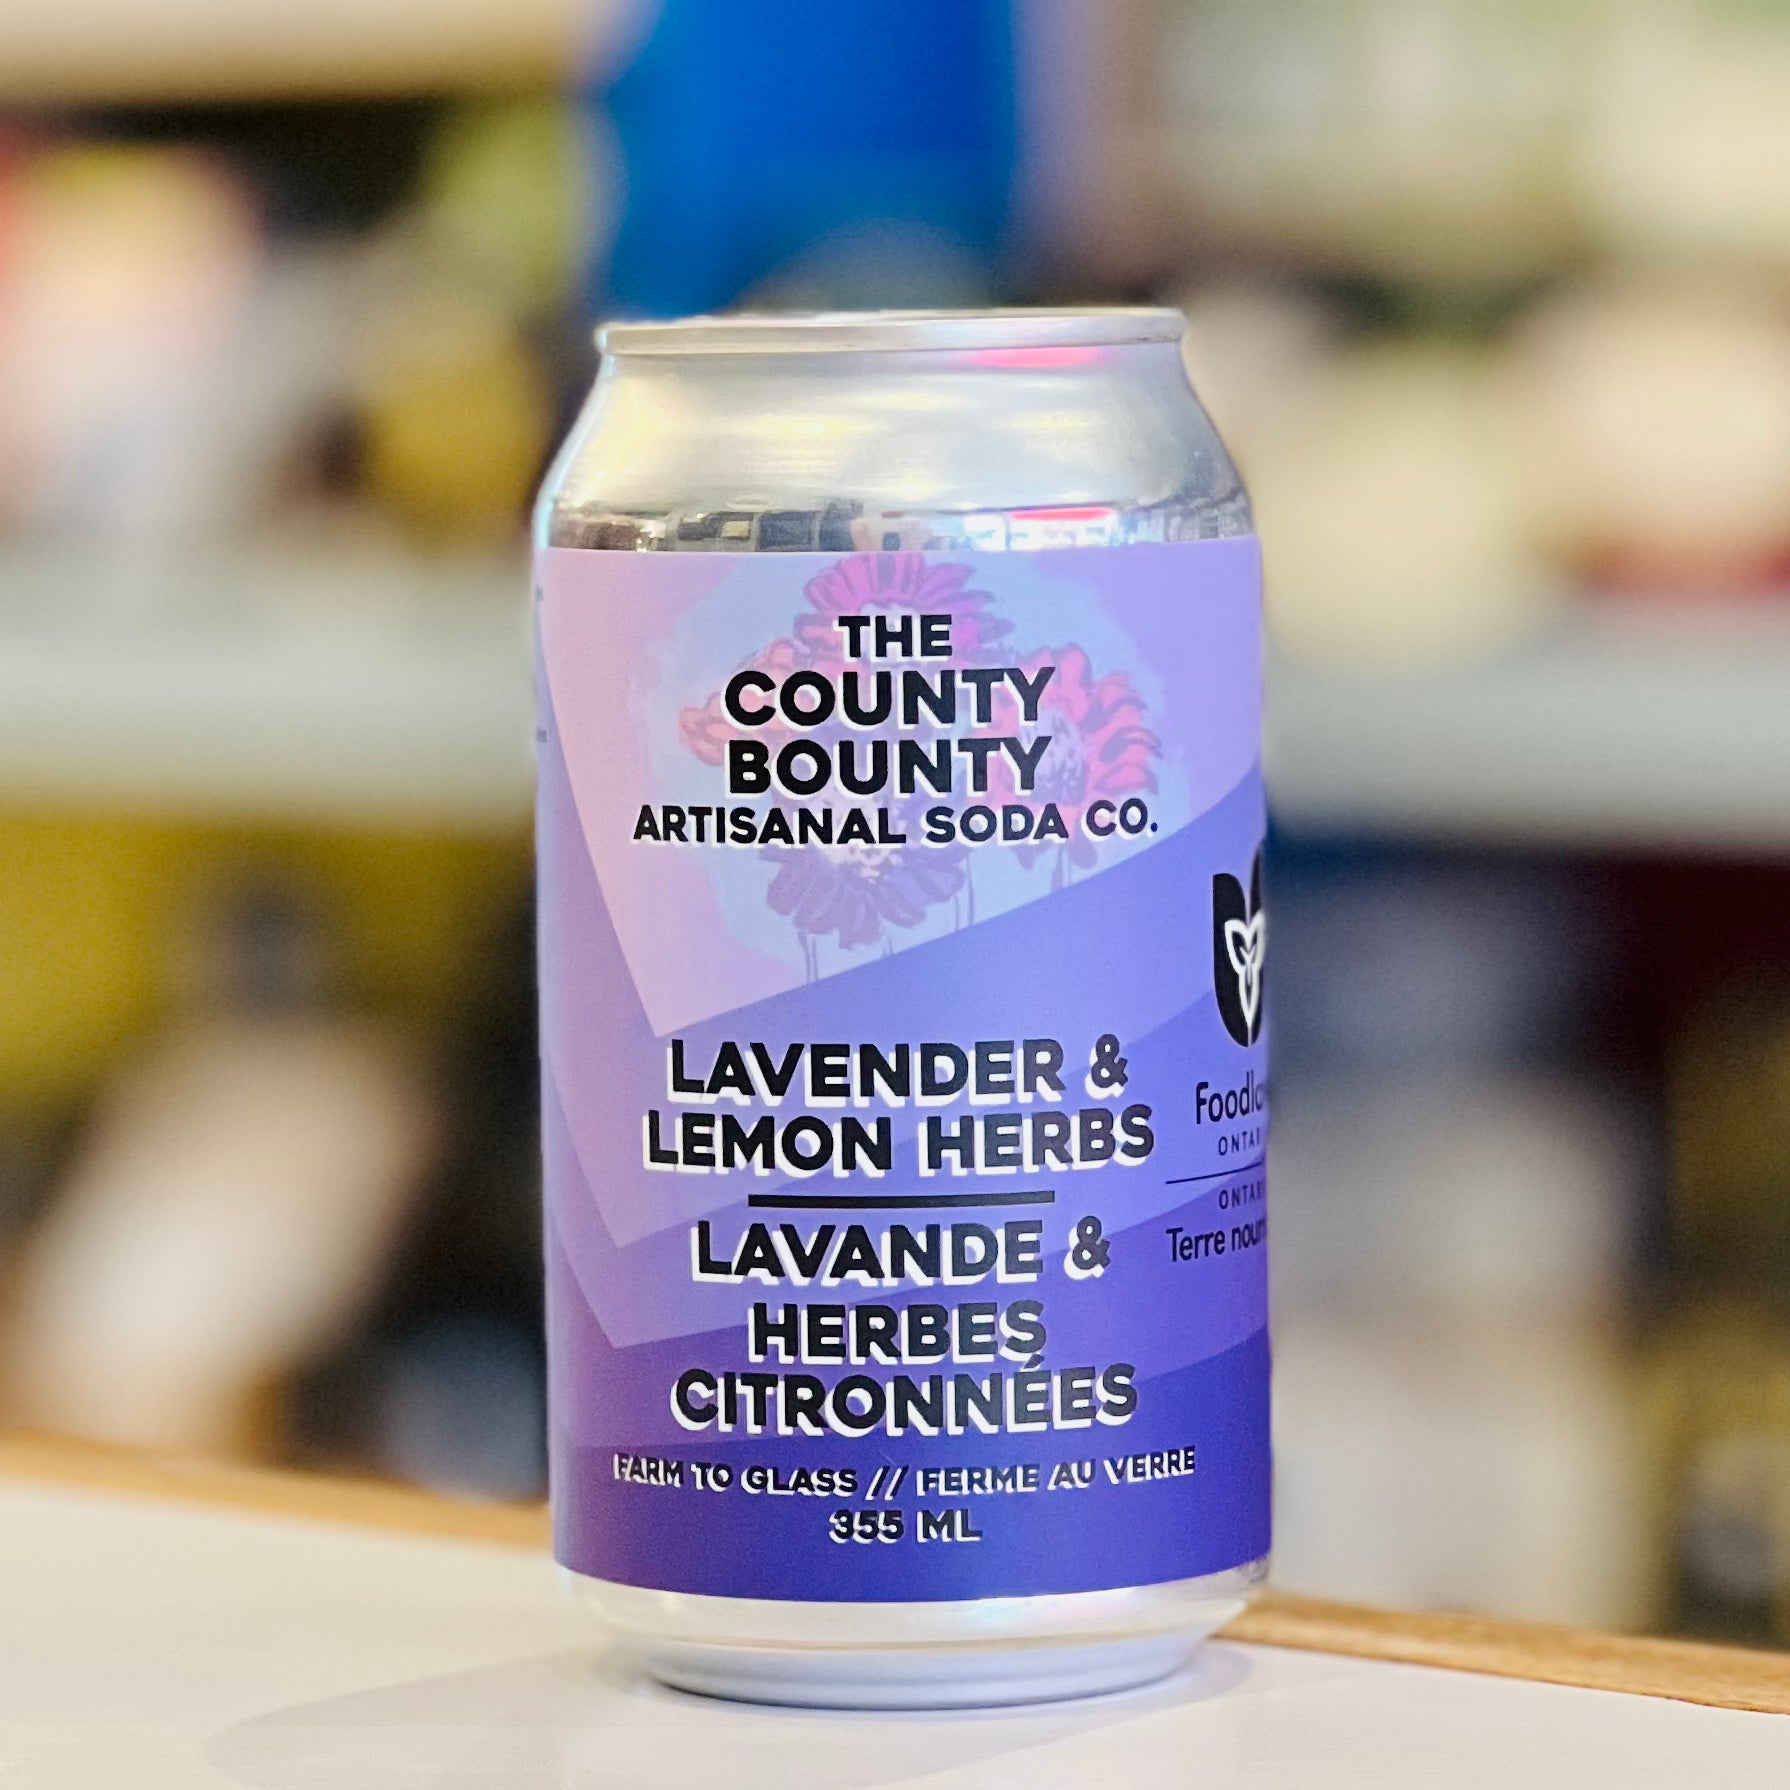 THE
COUNTY
BOUNTY
ARTISANAL SODA CO.
LAVENDER &
LEMON HERBS
LAVANDE &
HERBES
CITRONNÉES
FARM TO GLASS // FERME AU VERRE
355 ML
Terre